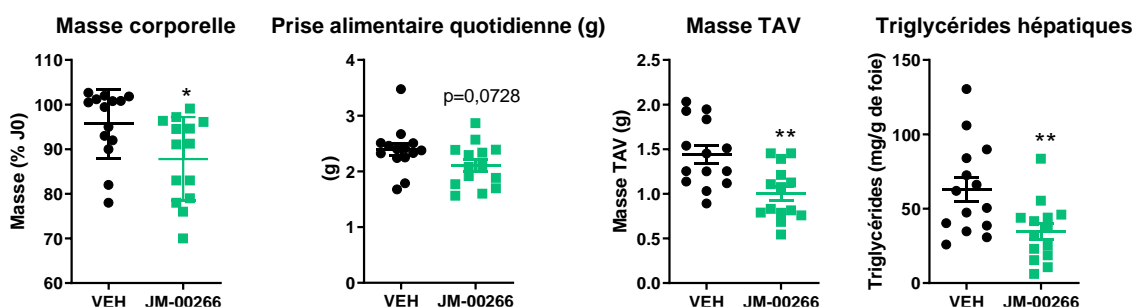 Masse corporelle
Masse (% J0)
110
100
90
80
70
60
*
VEH
JM-00266
Prise alimentaire quotidienne (g)
(g)
4
3
2
1
0
p=0,0728
VEH
JM-00266
Masse TAV
Masse TAV (g)
2.5
2.0
1.5
1.0
0.5
0.0
**
VEH
JM-00266
Triglycérides hépatiques
Triglycérides (mg/g de foie)
150
100
50
0
**
VEH
JM-00266